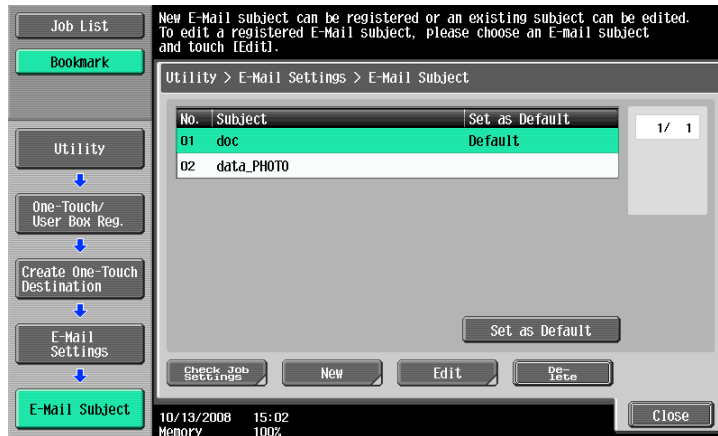 Job List
Bookmark
New E-Mail subject can be registered or an existing subject can be edited.
To edit a registered E-Mail subject, please choose an E-mail subject
and touch [Edit].
Utility > E-Mail Settings > E-Mail Subject
No. Subject Set as Default
01 doc Default
02 data_PHOTO
1/ 1
Utility
One-Touch/
User Box Reg.
Create One-Touch
Destination
E-Mail
Settings
E-Mail Subject
Set as Default
Check Job
Settings
New
Edit
De-
lete
10/13/2008 15:02
Memory 100%
Close